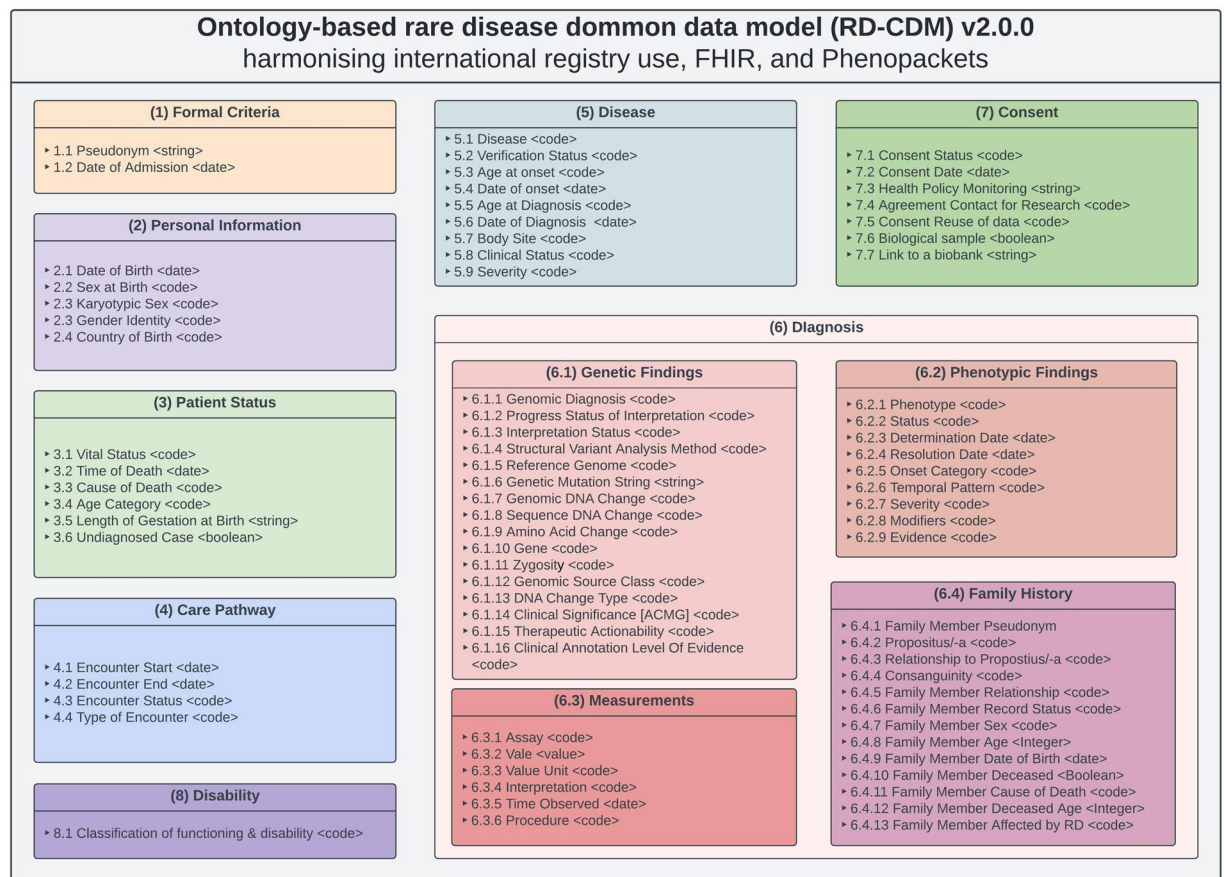 Ontology-based rare disease dommon data model (RD-CDM) v2.0.0
harmonising international registry use, FHIR, and Phenopackets
(1) Formal Criteria
‣ 1.1 Pseudonym <string>
‣ 1.2 Date of Admission <date>
(2) Personal Information
‣ 2.1 Date of Birth <date>
‣ 2.2 Sex at Birth <code>
‣ 2.3 Karyotypic Sex <code>
‣ 2.3 Gender Identity <code>
‣ 2.4 Country of Birth <code>
(3) Patient Status
‣ 3.1 Vital Status <code>
‣ 3.2 Time of Death <date>
‣ 3.3 Cause of Death <code>
‣ 3.4 Age Category <code>
‣ 3.5 Length of Gestation at Birth <string>
‣ 3.6 Undiagnosed Case <boolean>
(4) Care Pathway
‣ 4.1 Encounter Start <date>
‣ 4.2 Encounter End <date>
‣ 4.3 Encounter Status <code>
‣ 4.4 Type of Encounter <code>
(8) Disability
‣ 8.1 Classification of functioning & disability <code>
(5) Disease
‣ 5.1 Disease <code>
‣ 5.2 Verification Status <code>
‣ 5.3 Age at onset <code>
‣ 5.4 Date of onset <date>
‣ 5.5 Age at Diagnosis <code>
‣ 5.6 Date of Diagnosis  <date>
‣ 5.7 Body Site <code>
‣ 5.8 Clinical Status <code>
‣ 5.9 Severity <code>
(7) Consent
‣ 7.1 Consent Status <code>
‣ 7.2 Consent Date <date>
‣ 7.3 Health Policy Monitoring <string>
‣ 7.4 Agreement Contact for Research <code>
‣ 7.5 Consent Reuse of data <code>
‣ 7.6 Biological sample <boolean>
‣ 7.7 Link to a biobank <string>
(6) DIagnosis
(6.1) Genetic Findings
‣ 6.1.1 Genomic Diagnosis <code>
‣ 6.1.2 Progress Status of Interpretation <code>
‣ 6.1.3 Interpretation Status <code>
‣ 6.1.4 Structural Variant Analysis Method <code>
‣ 6.1.5 Reference Genome <code>
‣ 6.1.6 Genetic Mutation String <string>
‣ 6.1.7 Genomic DNA Change <code>
‣ 6.1.8 Sequence DNA Change <code>
‣ 6.1.9 Amino Acid Change <code>
‣ 6.1.10 Gene <code>
‣ 6.1.11 Zygosity <code>
‣ 6.1.12 Genomic Source Class <code>
‣ 6.1.13 DNA Change Type <code>
‣ 6.1.14 Clinical Significance [ACMG] <code>
‣ 6.1.15 Therapeutic Actionability <code>
‣ 6.1.16 Clinical Annotation Level Of Evidence
<code>
(6.3) Measurements
‣ 6.3.1 Assay <code>
‣ 6.3.2 Vale <value>
‣ 6.3.3 Value Unit <code>
‣ 6.3.4 Interpretation <code>
‣ 6.3.5 Time Observed <date>
‣ 6.3.6 Procedure <code>
(6.2) Phenotypic Findings
‣ 6.2.1 Phenotype <code>
‣ 6.2.2 Status <code>
‣ 6.2.3 Determination Date <date>
‣ 6.2.4 Resolution Date <date>
‣ 6.2.5 Onset Category <code>
‣ 6.2.6 Temporal Pattern <code>
‣ 6.2.7 Severity <code>
‣ 6.2.8 Modifiers <code>
‣ 6.2.9 Evidence <code>
(6.4) Family History
‣ 6.4.1 Family Member Pseudonym
‣ 6.4.2 Propositus/-a <code>
‣ 6.4.3 Relationship to Propostius/-a <code>
‣ 6.4.4 Consanguinity <code>
‣ 6.4.5 Family Member Relationship <code>
‣ 6.4.6 Family Member Record Status <code>
‣ 6.4.7 Family Member Sex <code>
‣ 6.4.8 Family Member Age <Integer>
‣ 6.4.9 Family Member Date of Birth <date>
‣ 6.4.10 Family Member Deceased <Boolean>
‣ 6.4.11 Family Member Cause of Death <code>
‣ 6.4.12 Family Member Deceased Age <Integer>
‣ 6.4.13 Family Member Affected by RD <code>